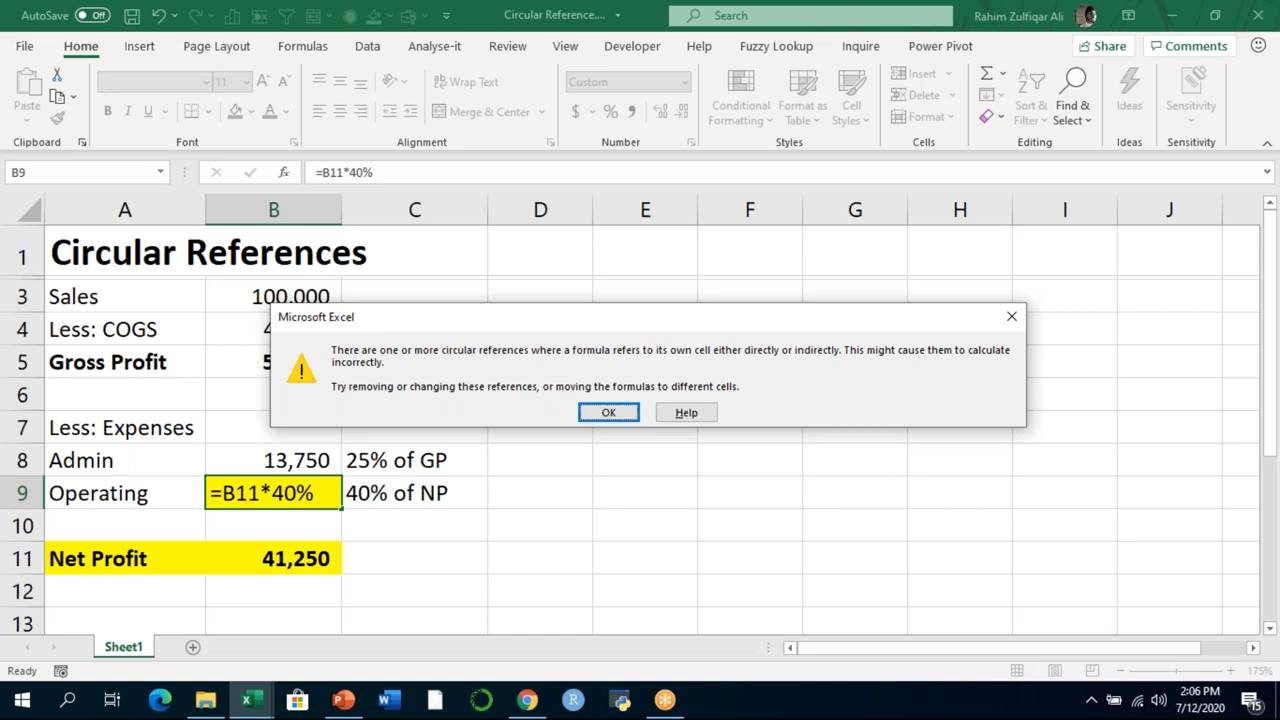 AutoSave Off Circular Reference.... Search Rahim Zulfiqar Ali
File Home Insert Page Layout Formulas Data Analyse-it Review View Developer Help Fuzzy Lookup Inquire Power Pivot Share Comments
Paste 11 A A Wrap Text Custom Conditional Formatting Format as Table Cell Styles Insert Sort & Filter Find & Select Ideas Sensitivity
B I U A Merge & Center $ % , Delete
Format
Clipboard Font Alignment Number Styles Cells Editing Ideas Sensitivity
B9 fx =B11*40%
A B C D E F G H I J
1 Circular References
3 Sales 100,000
4 Less: COGS 4
5 Gross Profit 5
6
7 Less: Expenses
8 Admin 13,750 25% of GP
9 Operating =B11*40% 40% of NP
10
11 Net Profit 41,250
12
13
Microsoft Excel
There are one or more circular references where a formula refers to its own cell either directly or indirectly. This might cause them to calculate
incorrectly.
Try removing or changing these references, or moving the formulas to different cells.
OK Help
Sheet1
Ready 175%
2:06 PM
7/12/2020 15